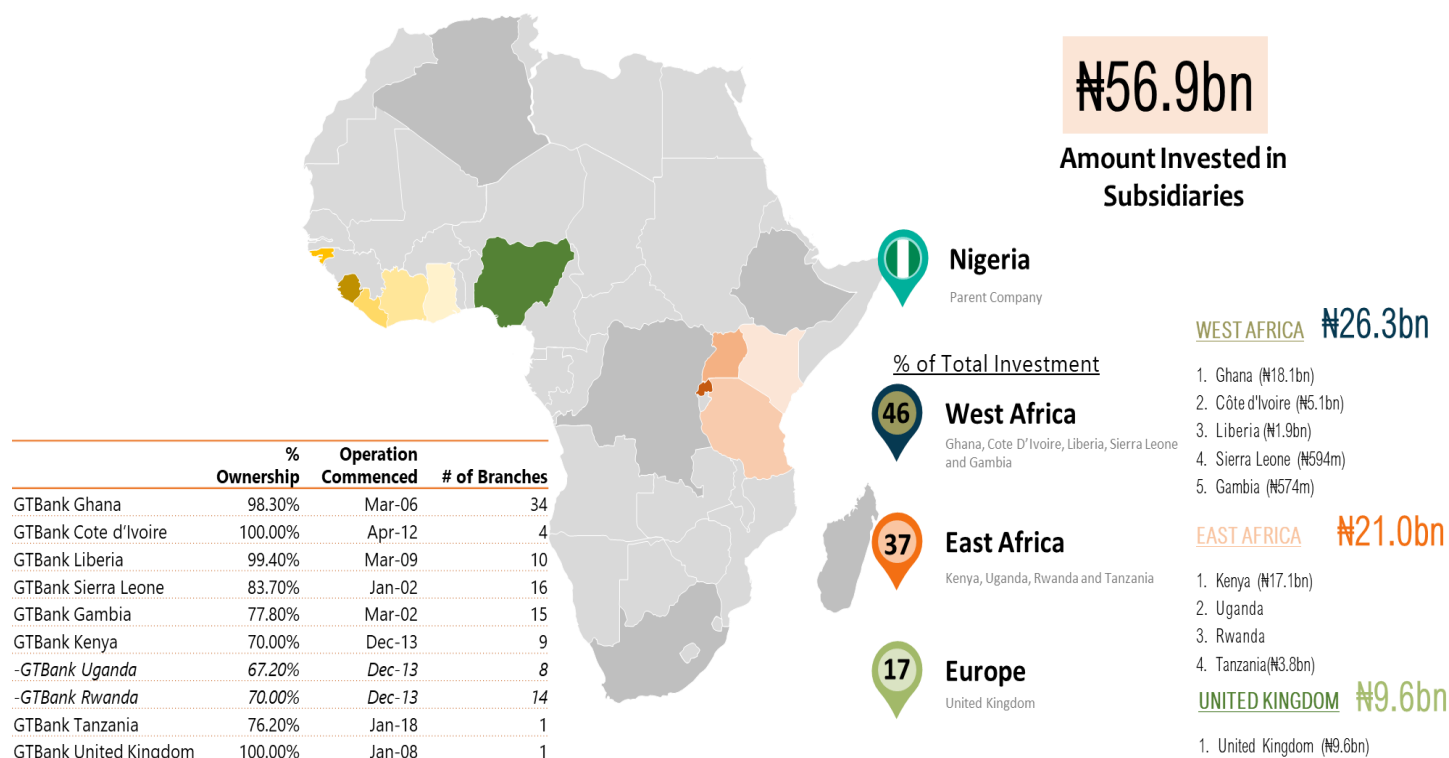 ₦56.9bn
Amount Invested in
Subsidiaries
Nigeria
Parent Company
% of Total Investment
46
West Africa
Ghana, Cote D’Ivoire, Liberia, Sierra Leone
and Gambia
37
East Africa
Kenya, Uganda, Rwanda and Tanzania
17
Europe
United Kingdom
WEST AFRICA ₦26.3bn
1. Ghana (₦18.1bn)
2. Côte d'Ivoire (₦5.1bn)
3. Liberia (₦1.9bn)
4. Sierra Leone (₦594m)
5. Gambia (₦574m)
EAST AFRICA ₦21.0bn
1. Kenya (₦17.1bn)
2. Uganda
3. Rwanda
4. Tanzania(₦3.8bn)
UNITED KINGDOM ₦9.6bn
1. United Kingdom (₦9.6bn)
% Operation
Ownership Commenced # of Branches
GTBank Ghana 98.30% Mar-06 34
GTBank Cote d’Ivoire 100.00% Apr-12 4
GTBank Liberia 99.40% Mar-09 10
GTBank Sierra Leone 83.70% Jan-02 16
GTBank Gambia 77.80% Mar-02 15
GTBank Kenya 70.00% Dec-13 9
-GTBank Uganda 67.20% Dec-13 8
-GTBank Rwanda 70.00% Dec-13 14
GTBank Tanzania 76.20% Jan-18 1
GTBank United Kingdom 100.00% Jan-08 1